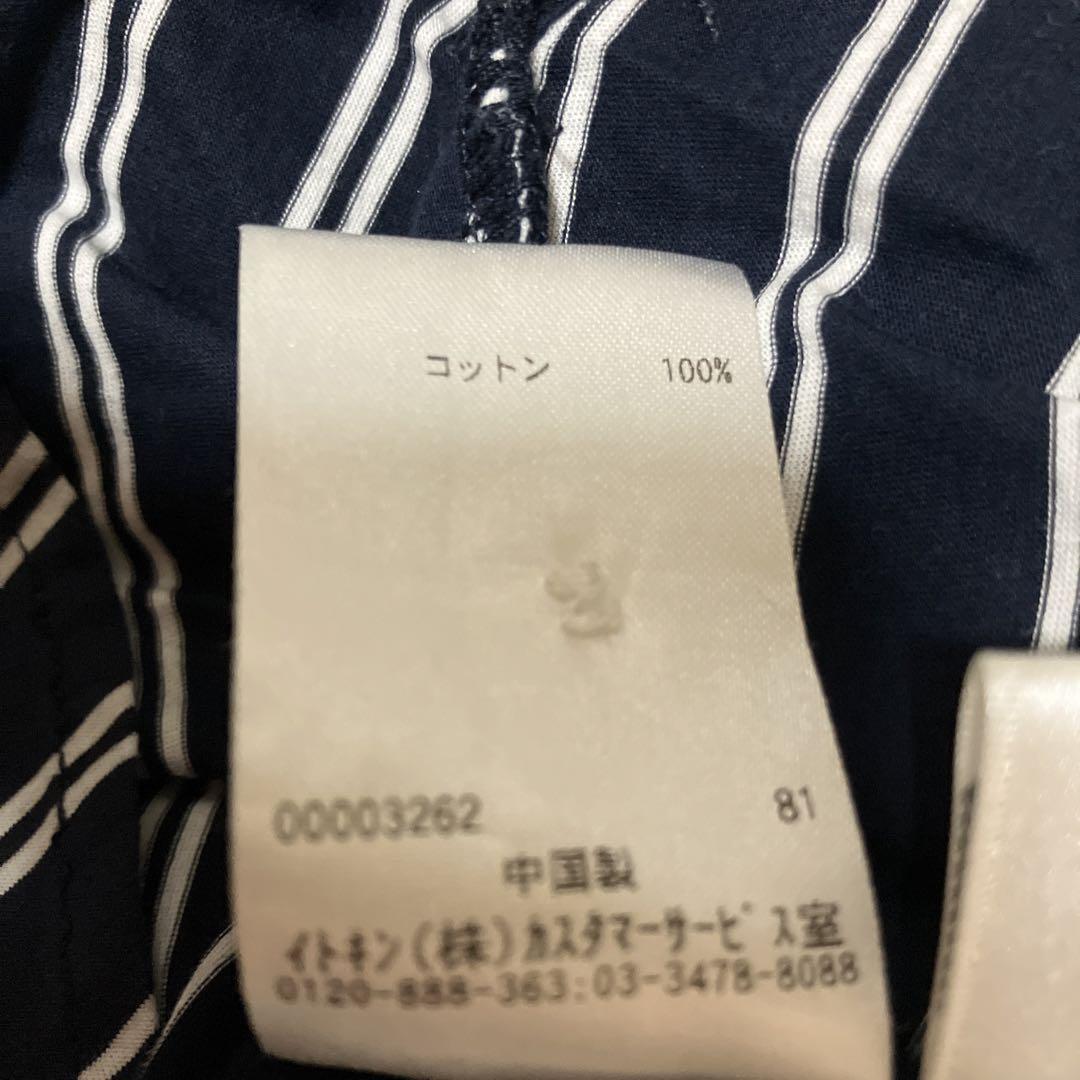 コットン 100%
00003262 81
中国製
イトキン(株)カスタマーサービス室
0120-888-363:03-3478-8088